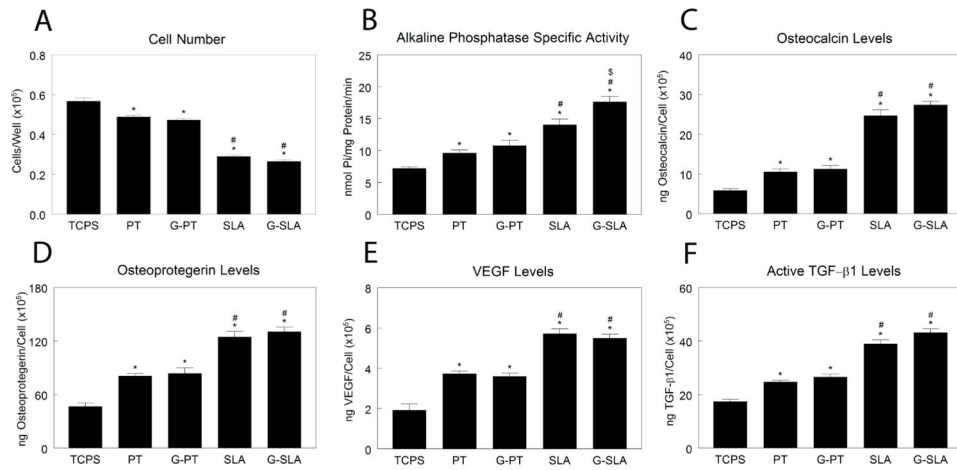 A
Cell Number
Cells/Well (x10⁵)
0.8
0.6
0.4
0.2
0.0
*
*
#
*
#
*
TCPS PT G-PT SLA G-SLA
B
Alkaline Phosphatase Specific Activity
nmol Pi/mg Protein/min
25
20
15
10
5
0
*
*
#
*
$
#
*
TCPS PT G-PT SLA G-SLA
C
Osteocalcin Levels
ng Osteocalcin/Cell (x10⁵)
40
30
20
10
0
*
*
#
*
#
*
TCPS PT G-PT SLA G-SLA
D
Osteoprotegerin Levels
ng Osteoprotegerin/Cell (x10⁵)
180
120
60
0
*
*
#
*
#
*
TCPS PT G-PT SLA G-SLA
E
VEGF Levels
ng VEGF/Cell (x10⁵)
8
6
4
2
0
*
*
#
*
#
*
TCPS PT G-PT SLA G-SLA
F
Active TGF-β1 Levels
ng TGF-β1/Cell (x10⁵)
60
40
20
0
*
*
#
*
#
*
TCPS PT G-PT SLA G-SLA